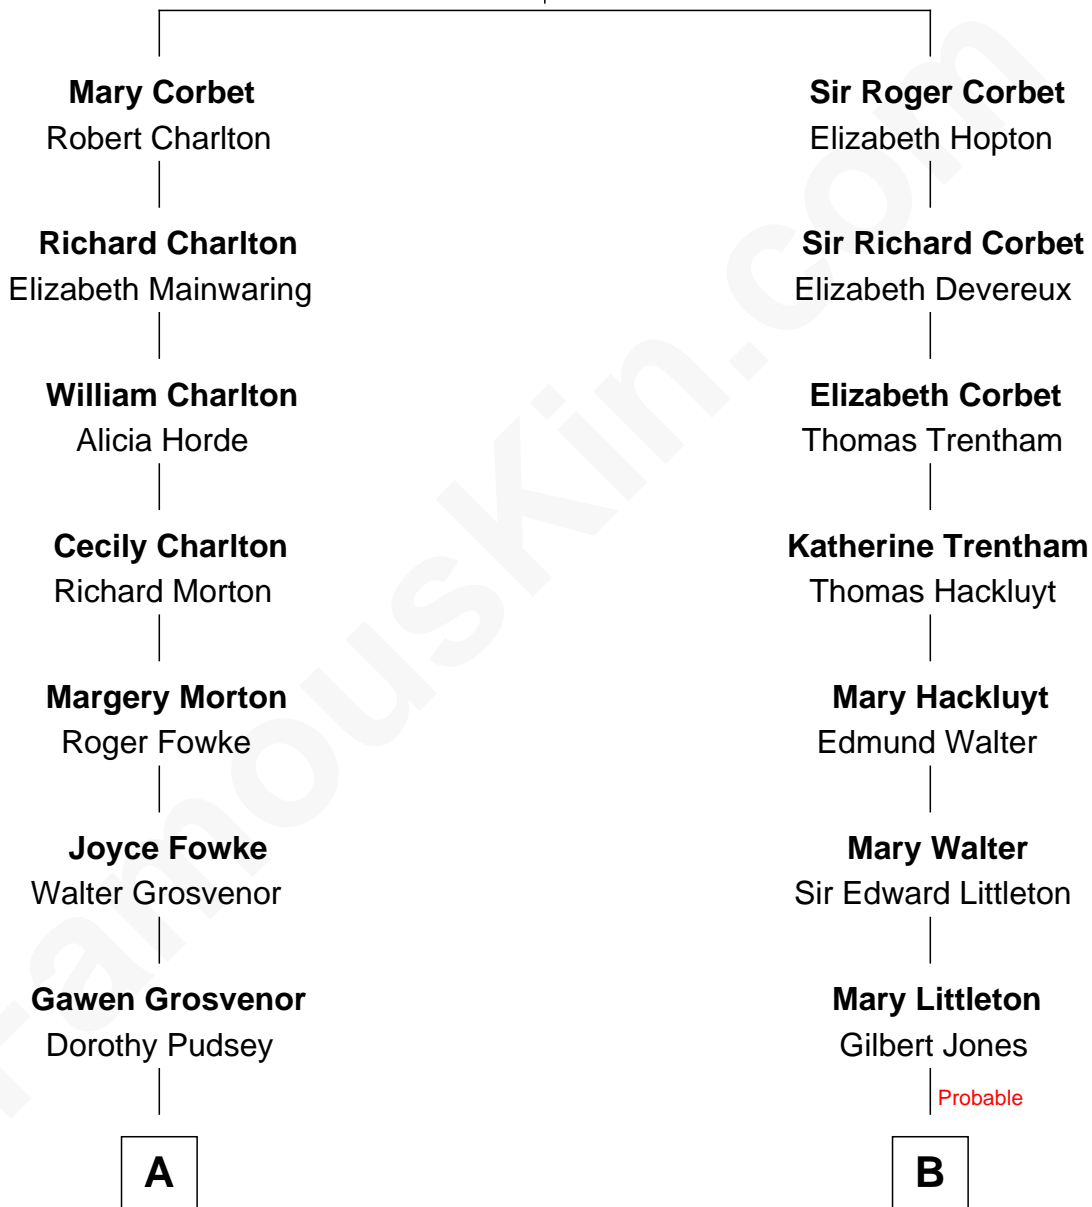 Mary Corbet
Robert Charlton
Richard Charlton
Elizabeth Mainwaring
William Charlton
Alicia Horde
Cecily Charlton
Richard Morton
Margery Morton
Roger Fowke
Joyce Fowke
Walter Grosvenor
Gawen Grosvenor
Dorothy Pudsey
A
Sir Roger Corbet
Elizabeth Hopton
Sir Richard Corbet
Elizabeth Devereux
Elizabeth Corbet
Thomas Trentham
Katherine Trentham
Thomas Hackluyt
Mary Hackluyt
Edmund Walter
Mary Walter
Sir Edward Littleton
Mary Littleton
Gilbert Jones
Probable
B
FamousKin.com